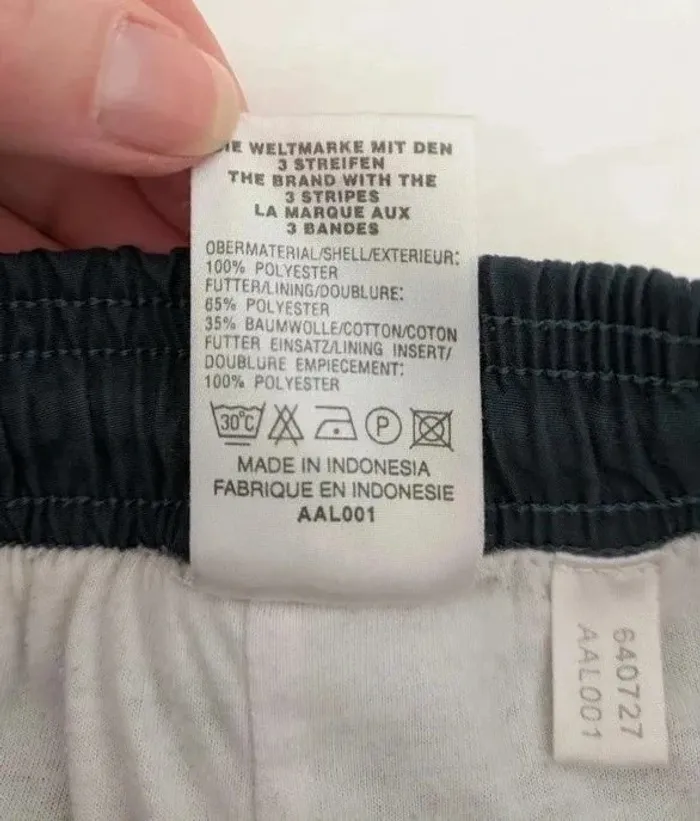 DIE WELTMARKE MIT DEN
3 STREIFEN
THE BRAND WITH THE
3 STRIPES
LA MARQUE AUX
3 BANDES
OBERMATERIAL/SHELL/EXTERIEUR:
100% POLYESTER
FUTTER/LINING/DOUBLURE:
65% POLYESTER
35% BAUMWOLLE/COTTON/COTON
FUTTER EINSATZ/LINING INSERT/
DOUBLURE EMPIECEMENT:
100% POLYESTER
30°C P
MADE IN INDONESIA
FABRIQUE EN INDONESIE
AAL001
640727
AAL001